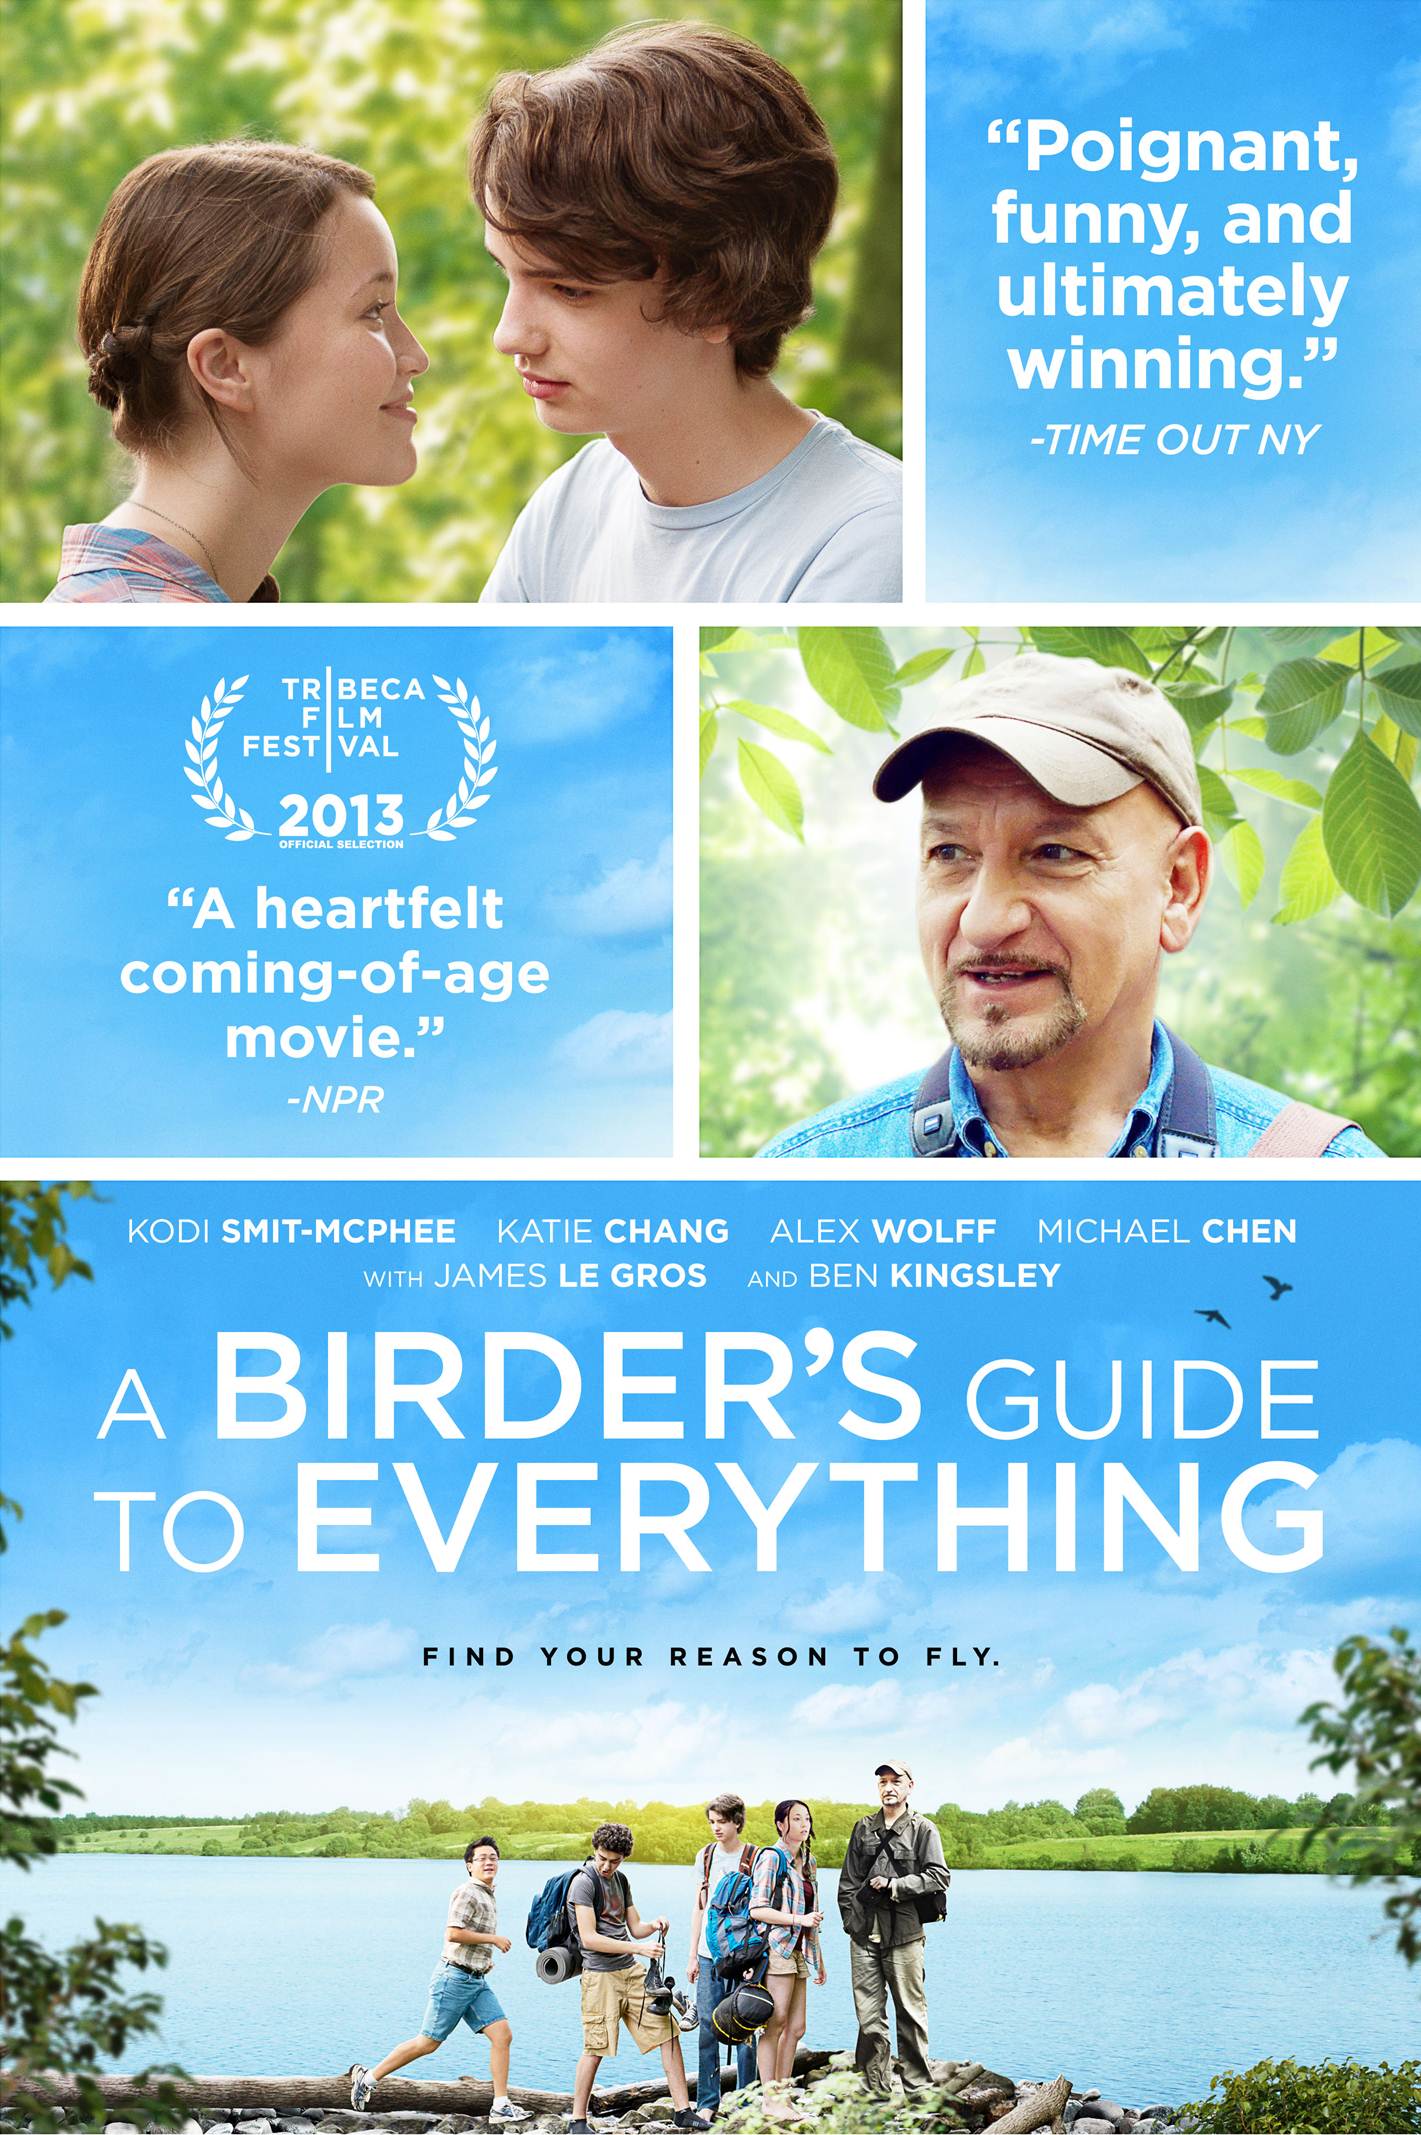 “Poignant,
funny, and
ultimately
winning.”
-TIME OUT NY
TRIBECA
FILM
FESTIVAL
2013
OFFICIAL SELECTION
“A heartfelt
coming-of-age
movie.”
-NPR
KODI SMIT-MCPHEE KATIE CHANG ALEX WOLFF MICHAEL CHEN
WITH JAMES LE GROS AND BEN KINGSLEY
A BIRDER’S GUIDE
TO EVERYTHING
FIND YOUR REASON TO FLY.